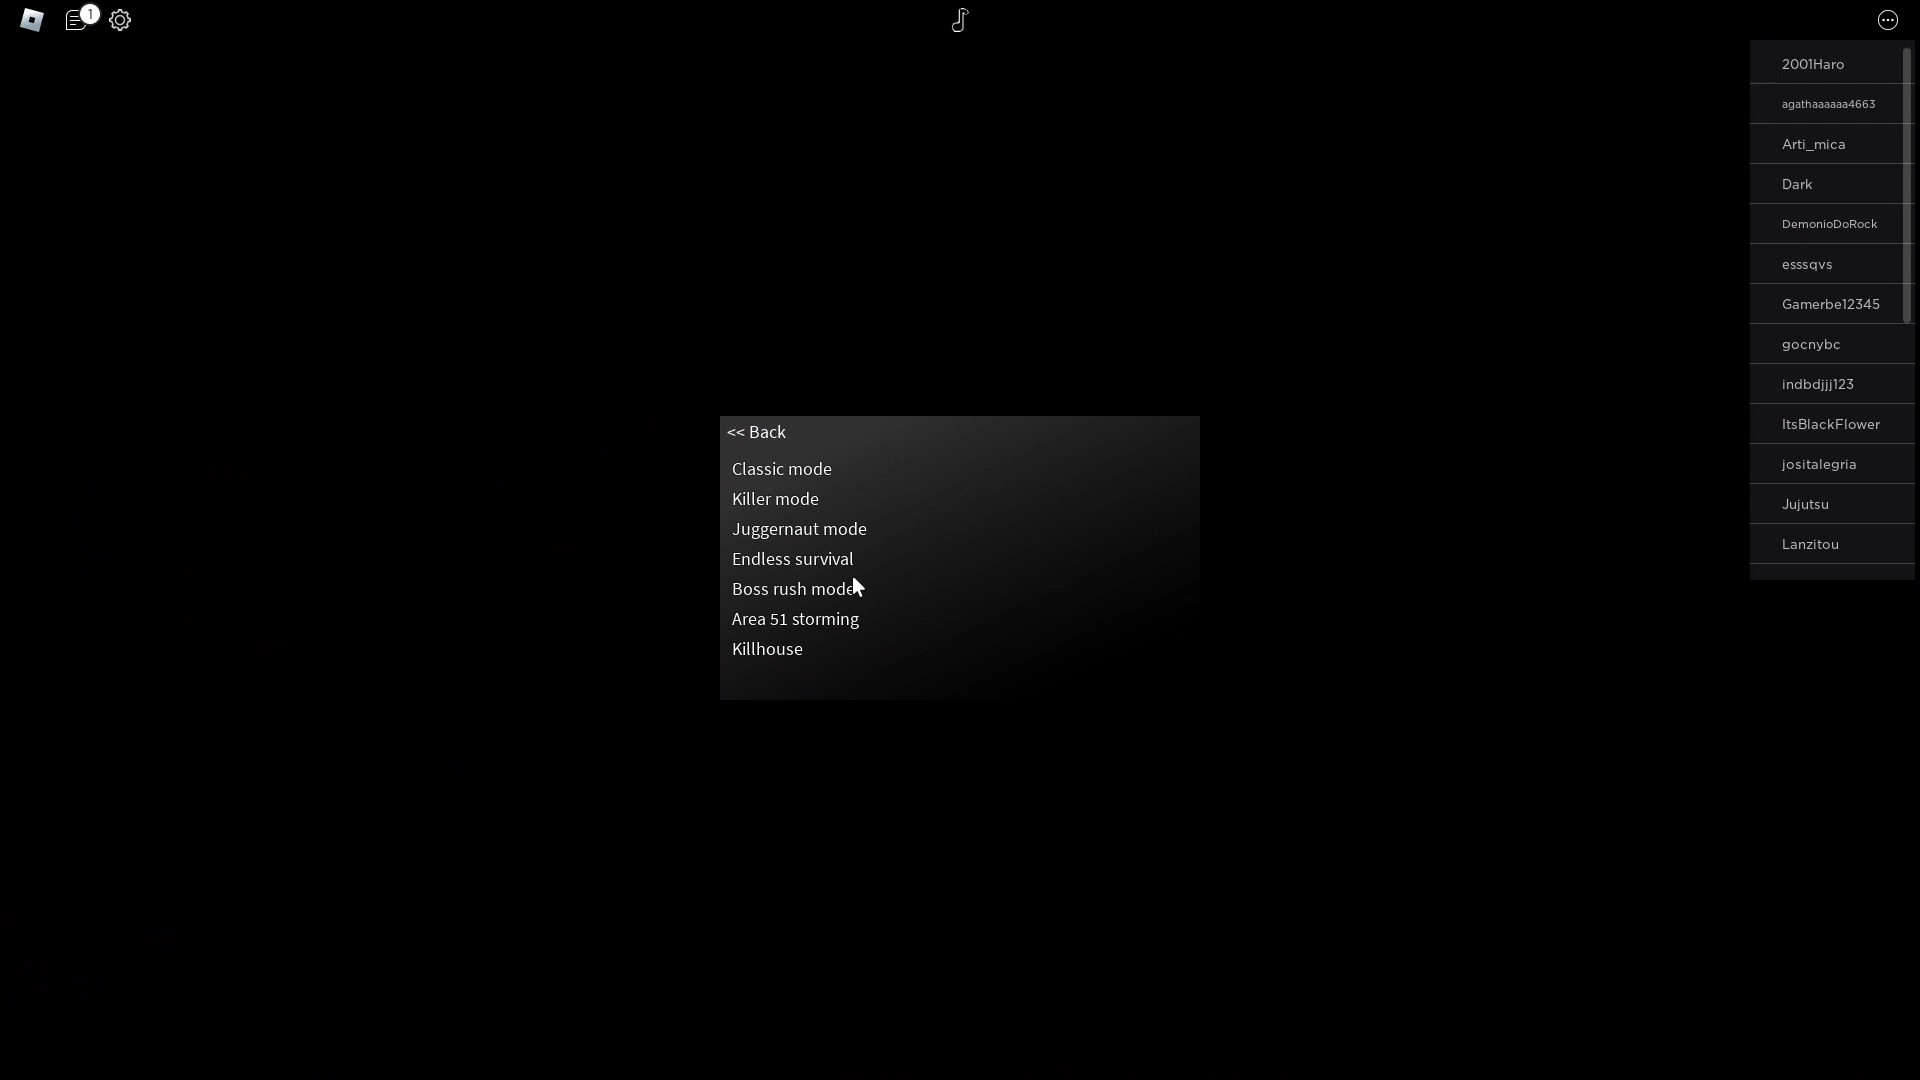 1
2001Haro
agathaaaaaa4663
Arti_mica
Dark
DemonioDoRock
esssqvs
Gamerbe12345
gocnybc
indbdjjj123
ItsBlackFlower
jositalegria
Jujutsu
Lanzitou
<< Back
Classic mode
Killer mode
Juggernaut mode
Endless survival
Boss rush mode
Area 51 storming
Killhouse